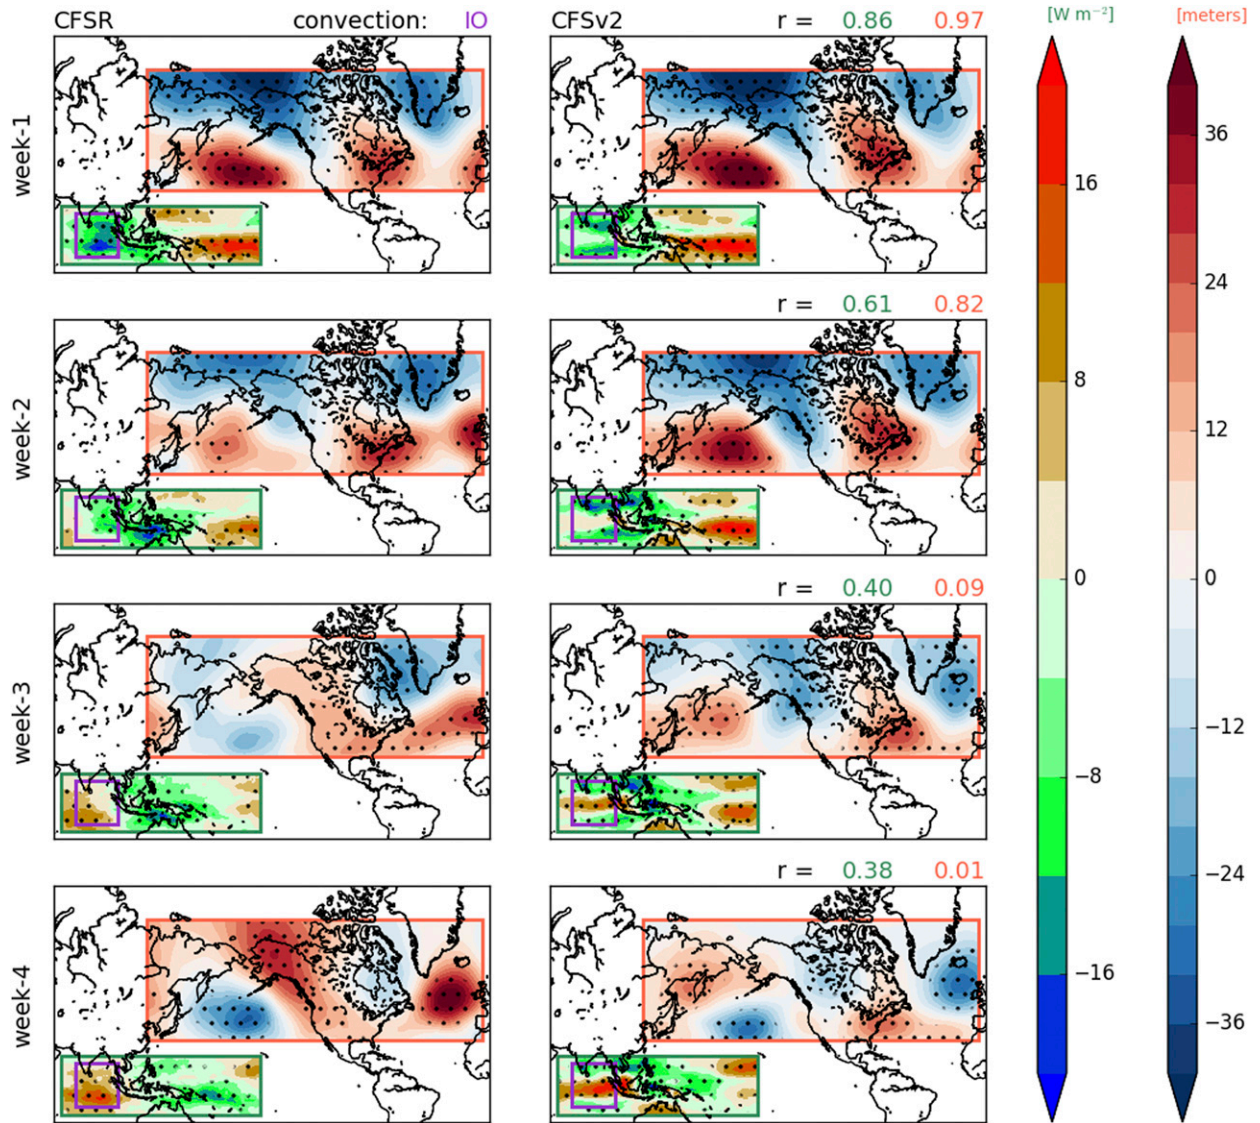 CFSR convection: IO CFSv2 r = 0.86 0.97 [W m⁻²] [meters]
week-1
r = 0.61 0.82
week-2
r = 0.40 0.09
week-3
r = 0.38 0.01
week-4
16
8
0
−8
−16
36
24
12
0
−12
−24
−36